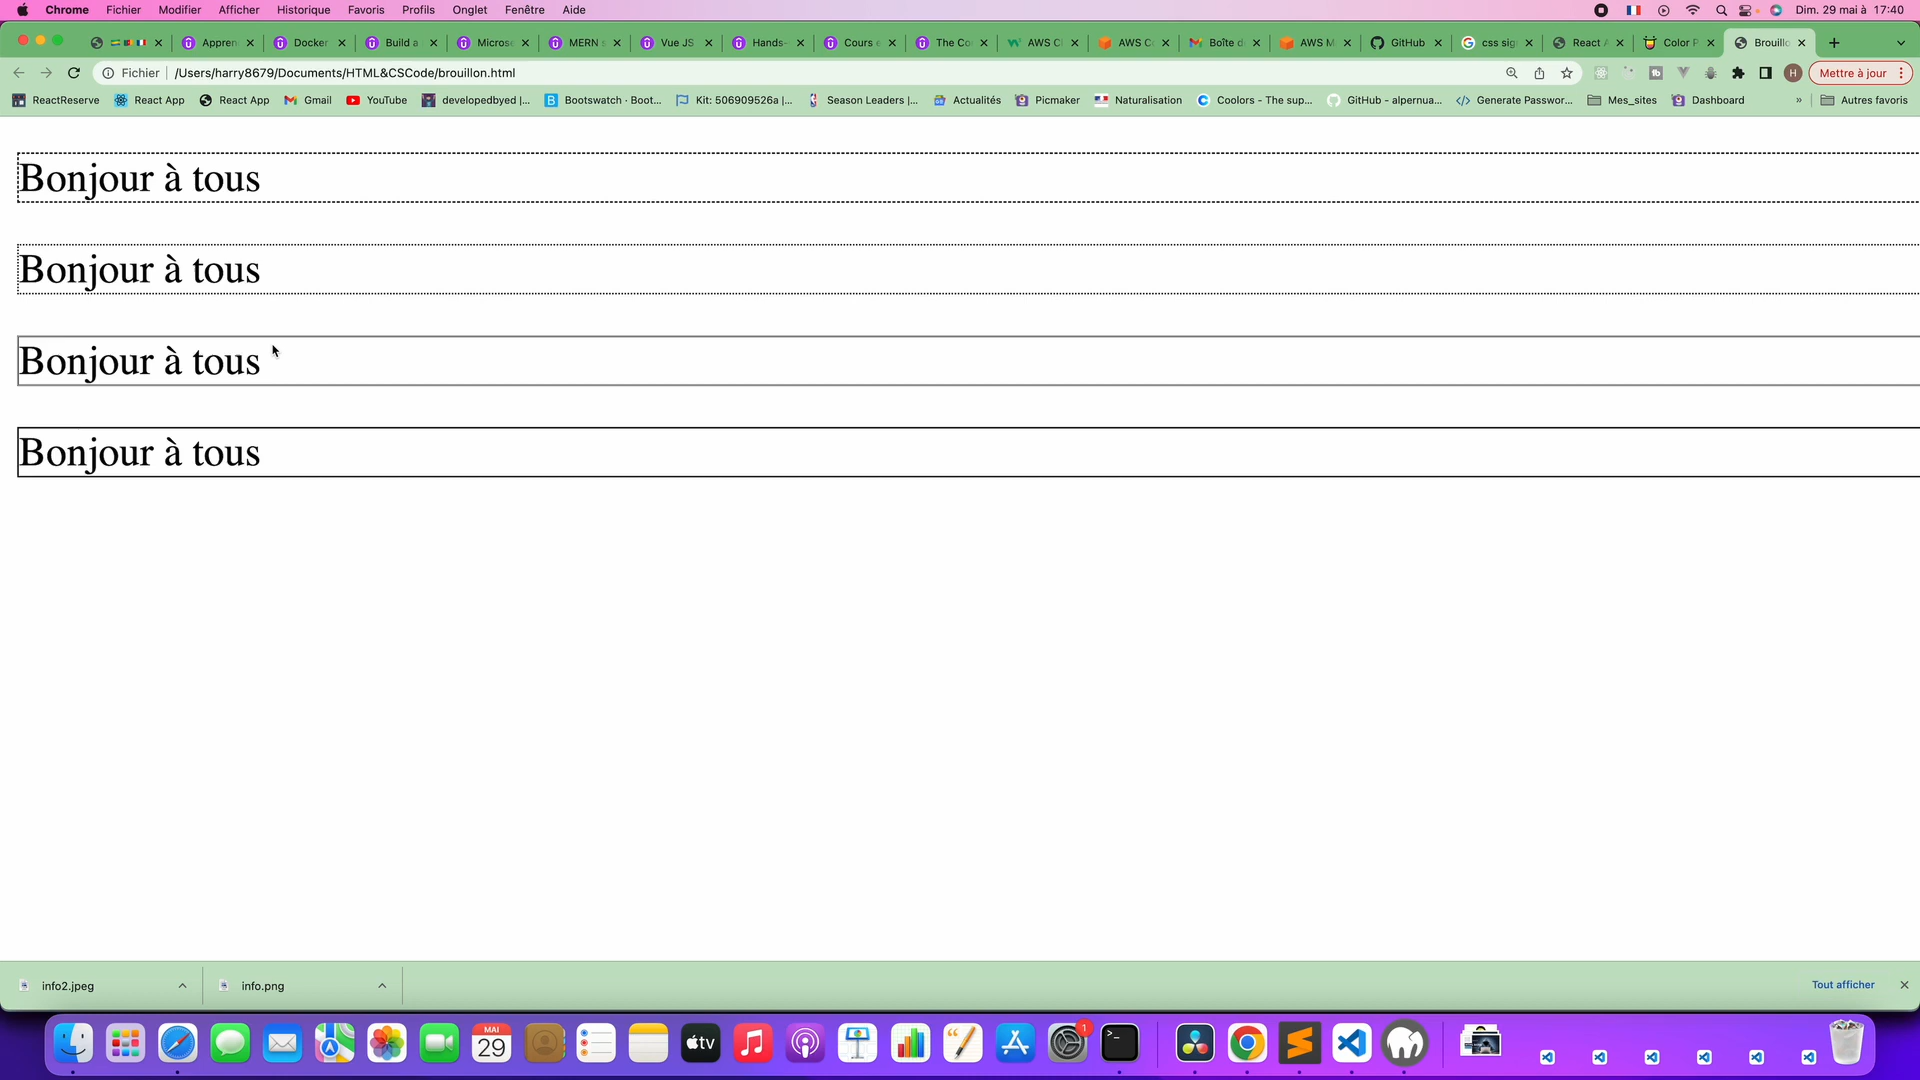 Chrome Fichier Modifier Afficher Historique Favoris Profils Onglet Fenêtre Aide Dim. 29 mai à 17:40
Appren Docker Build a Micros MERN s Vue JS Hands- Cours e The Co AWS C AWS C Boîte d AWS M GitHub css sig React A Color P Brouillo
Fichier /Users/harry8679/Documents/HTML&CSCode/brouillon.html H Mettre à jour
ReactReserve React App React App Gmail YouTube developedbyed |... Bootswatch · Boot... Kit: 506909526a |... Season Leaders |... Actualités Picmaker Naturalisation Coolors - The sup... GitHub - alpernua... Generate Passwor... Mes_sites Dashboard » Autres favoris
Bonjour à tous
Bonjour à tous
Bonjour à tous
Bonjour à tous
info2.jpeg info.png Tout afficher
MAI
29
tv
1